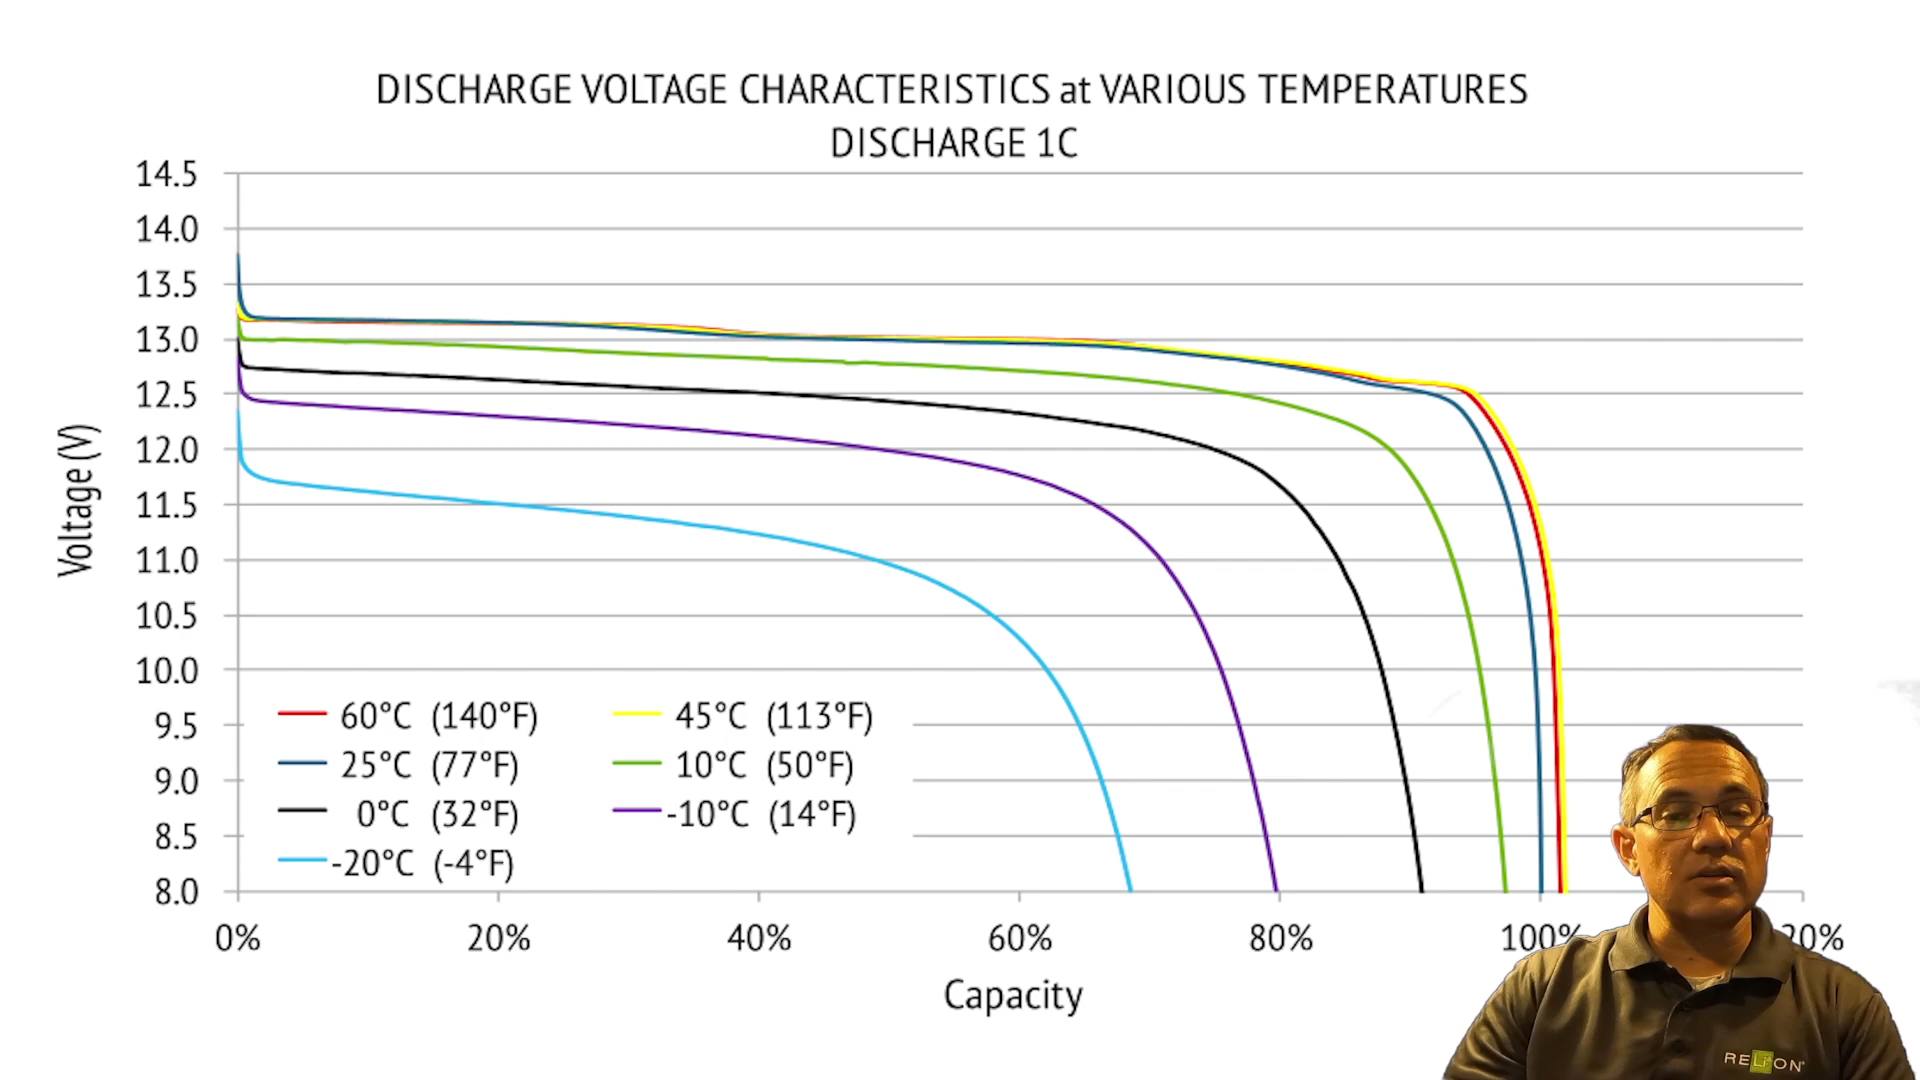 DISCHARGE VOLTAGE CHARACTERISTICS at VARIOUS TEMPERATURES
DISCHARGE 1C
14.5
14.0
13.5
13.0
12.5
12.0
11.5
11.0
10.5
10.0
9.5
9.0
8.5
8.0
Voltage (V)
60°C (140°F) 45°C (113°F)
25°C (77°F) 10°C (50°F)
0°C (32°F) -10°C (14°F)
-20°C (-4°F)
0% 20% 40% 60% 80% 100% 20%
Capacity
RELiON